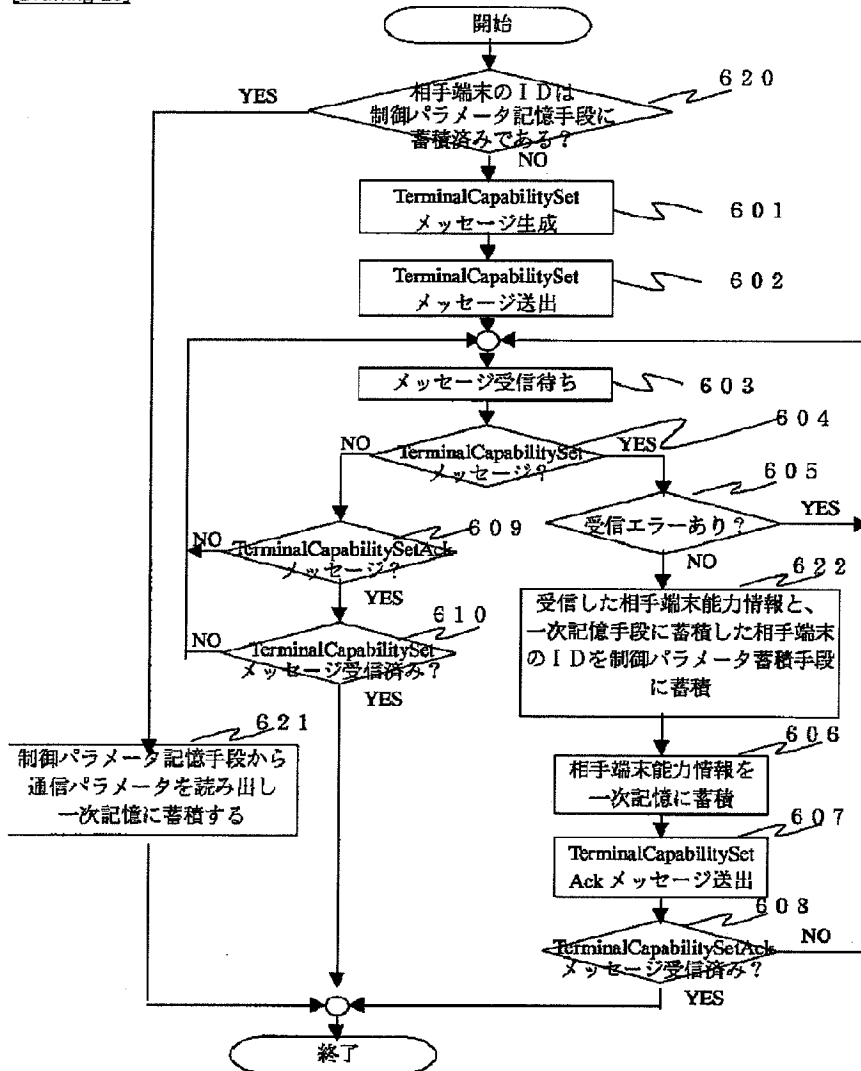 開始
620
相手端末のIDは
制御パラメータ記憶手段に
蓄積済みである?
YES
NO
TerminalCapabilitySet
メッセージ生成
601
TerminalCapabilitySet
メッセージ送出
602
メッセージ受信待ち
603
604
NO
TerminalCapabilitySet
メッセージ?
YES
605
受信エラーあり?
YES
NO
609
NO
TerminalCapabilitySetAck
メッセージ?
YES
622
受信した相手端末能力情報と、
一次記憶手段に蓄積した相手端末
のIDを制御パラメータ蓄積手段
に蓄積
610
NO
TerminalCapabilitySet
メッセージ受信済み?
YES
621
制御パラメータ記憶手段から
通信パラメータを読み出し
一次記憶に蓄積する
606
相手端末能力情報を
一次記憶に蓄積
607
TerminalCapabilitySet
Ackメッセージ送出
608
TerminalCapabilitySetAck
メッセージ受信済み?
NO
YES
終了